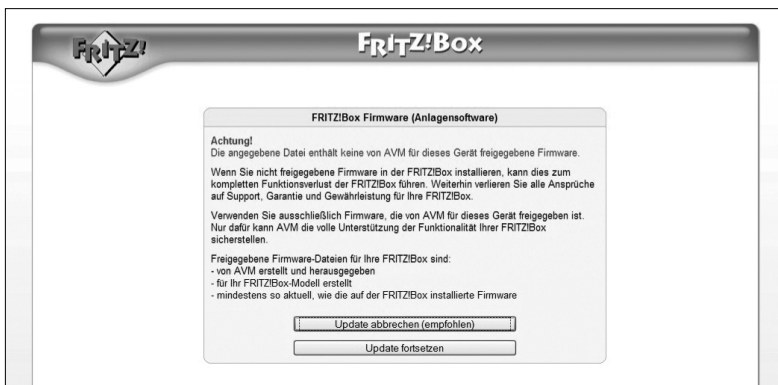 FRITZ!
FRITZ!Box
FRITZ!Box Firmware (Anlagensoftware)
Achtung!
Die angegebene Datei enthält keine von AVM für dieses Gerät freigegebene Firmware.
Wenn Sie nicht freigegebene Firmware in der FRITZ!Box installieren, kann dies zum
kompletten Funktionsverlust der FRITZ!Box führen. Weiterhin verlieren Sie alle Ansprüche
auf Support, Garantie und Gewährleistung für Ihre FRITZ!Box.
Verwenden Sie ausschließlich Firmware, die von AVM für dieses Gerät freigegeben ist.
Nur dafür kann AVM die volle Unterstützung der Funktionalität Ihrer FRITZ!Box
sicherstellen.
Freigegebene Firmware-Dateien für Ihre FRITZ!Box sind:
- von AVM erstellt und herausgegeben
- für Ihr FRITZ!Box-Modell erstellt
- mindestens so aktuell, wie die auf der FRITZ!Box installierte Firmware
Update abbrechen (empfohlen)
Update fortsetzen